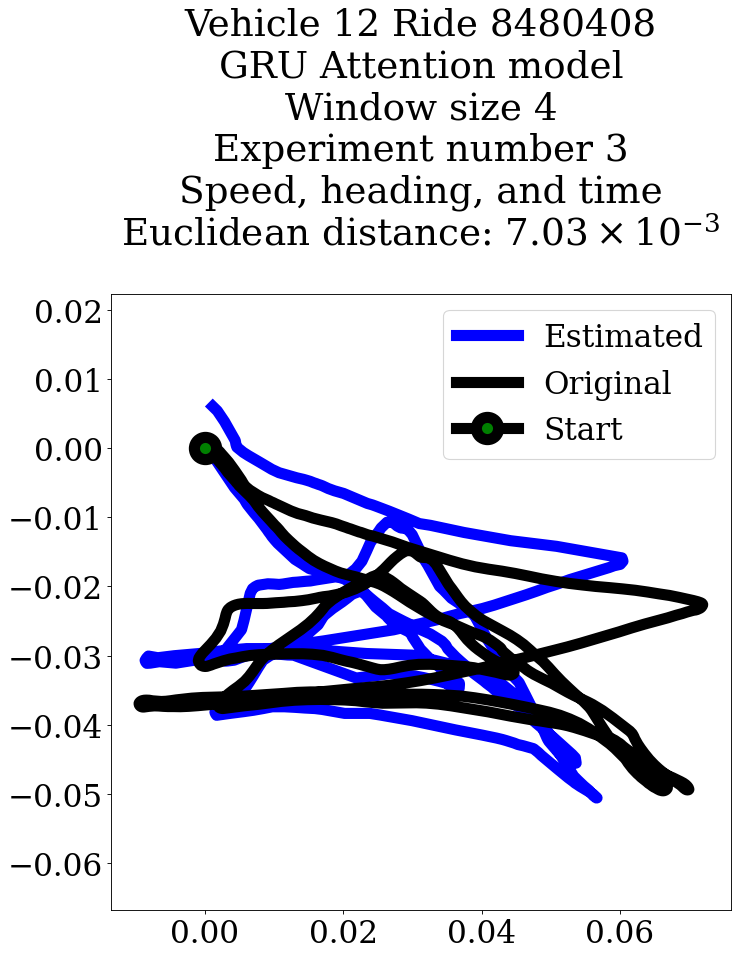 Vehicle 12 Ride 8480408
GRU Attention model
Window size 4
Experiment number 3
Speed, heading, and time
Euclidean distance: 7.03 × 10⁻³
Estimated
Original
Start
0.02
0.01
0.00
−0.01
−0.02
−0.03
−0.04
−0.05
−0.06
0.00 0.02 0.04 0.06